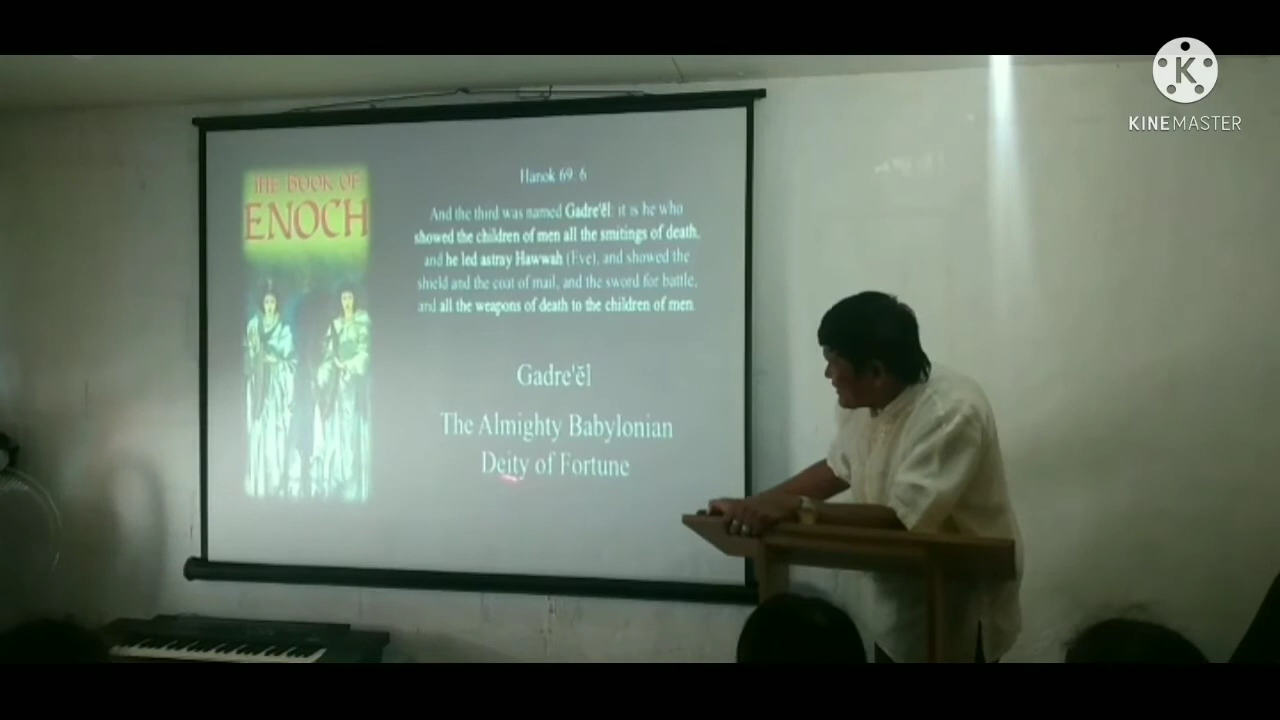 THE BOOK OF
ENOCH
Hanok 69: 6
And the third was named Gadre'ēl: it is he who
showed the children of men all the smitings of death,
and he led astray Hawwah (Eve), and showed the
shield and the coat of mail, and the sword for battle,
and all the weapons of death to the children of men.
Gadre'ēl
The Almighty Babylonian
Deity of Fortune
K
KINEMASTER